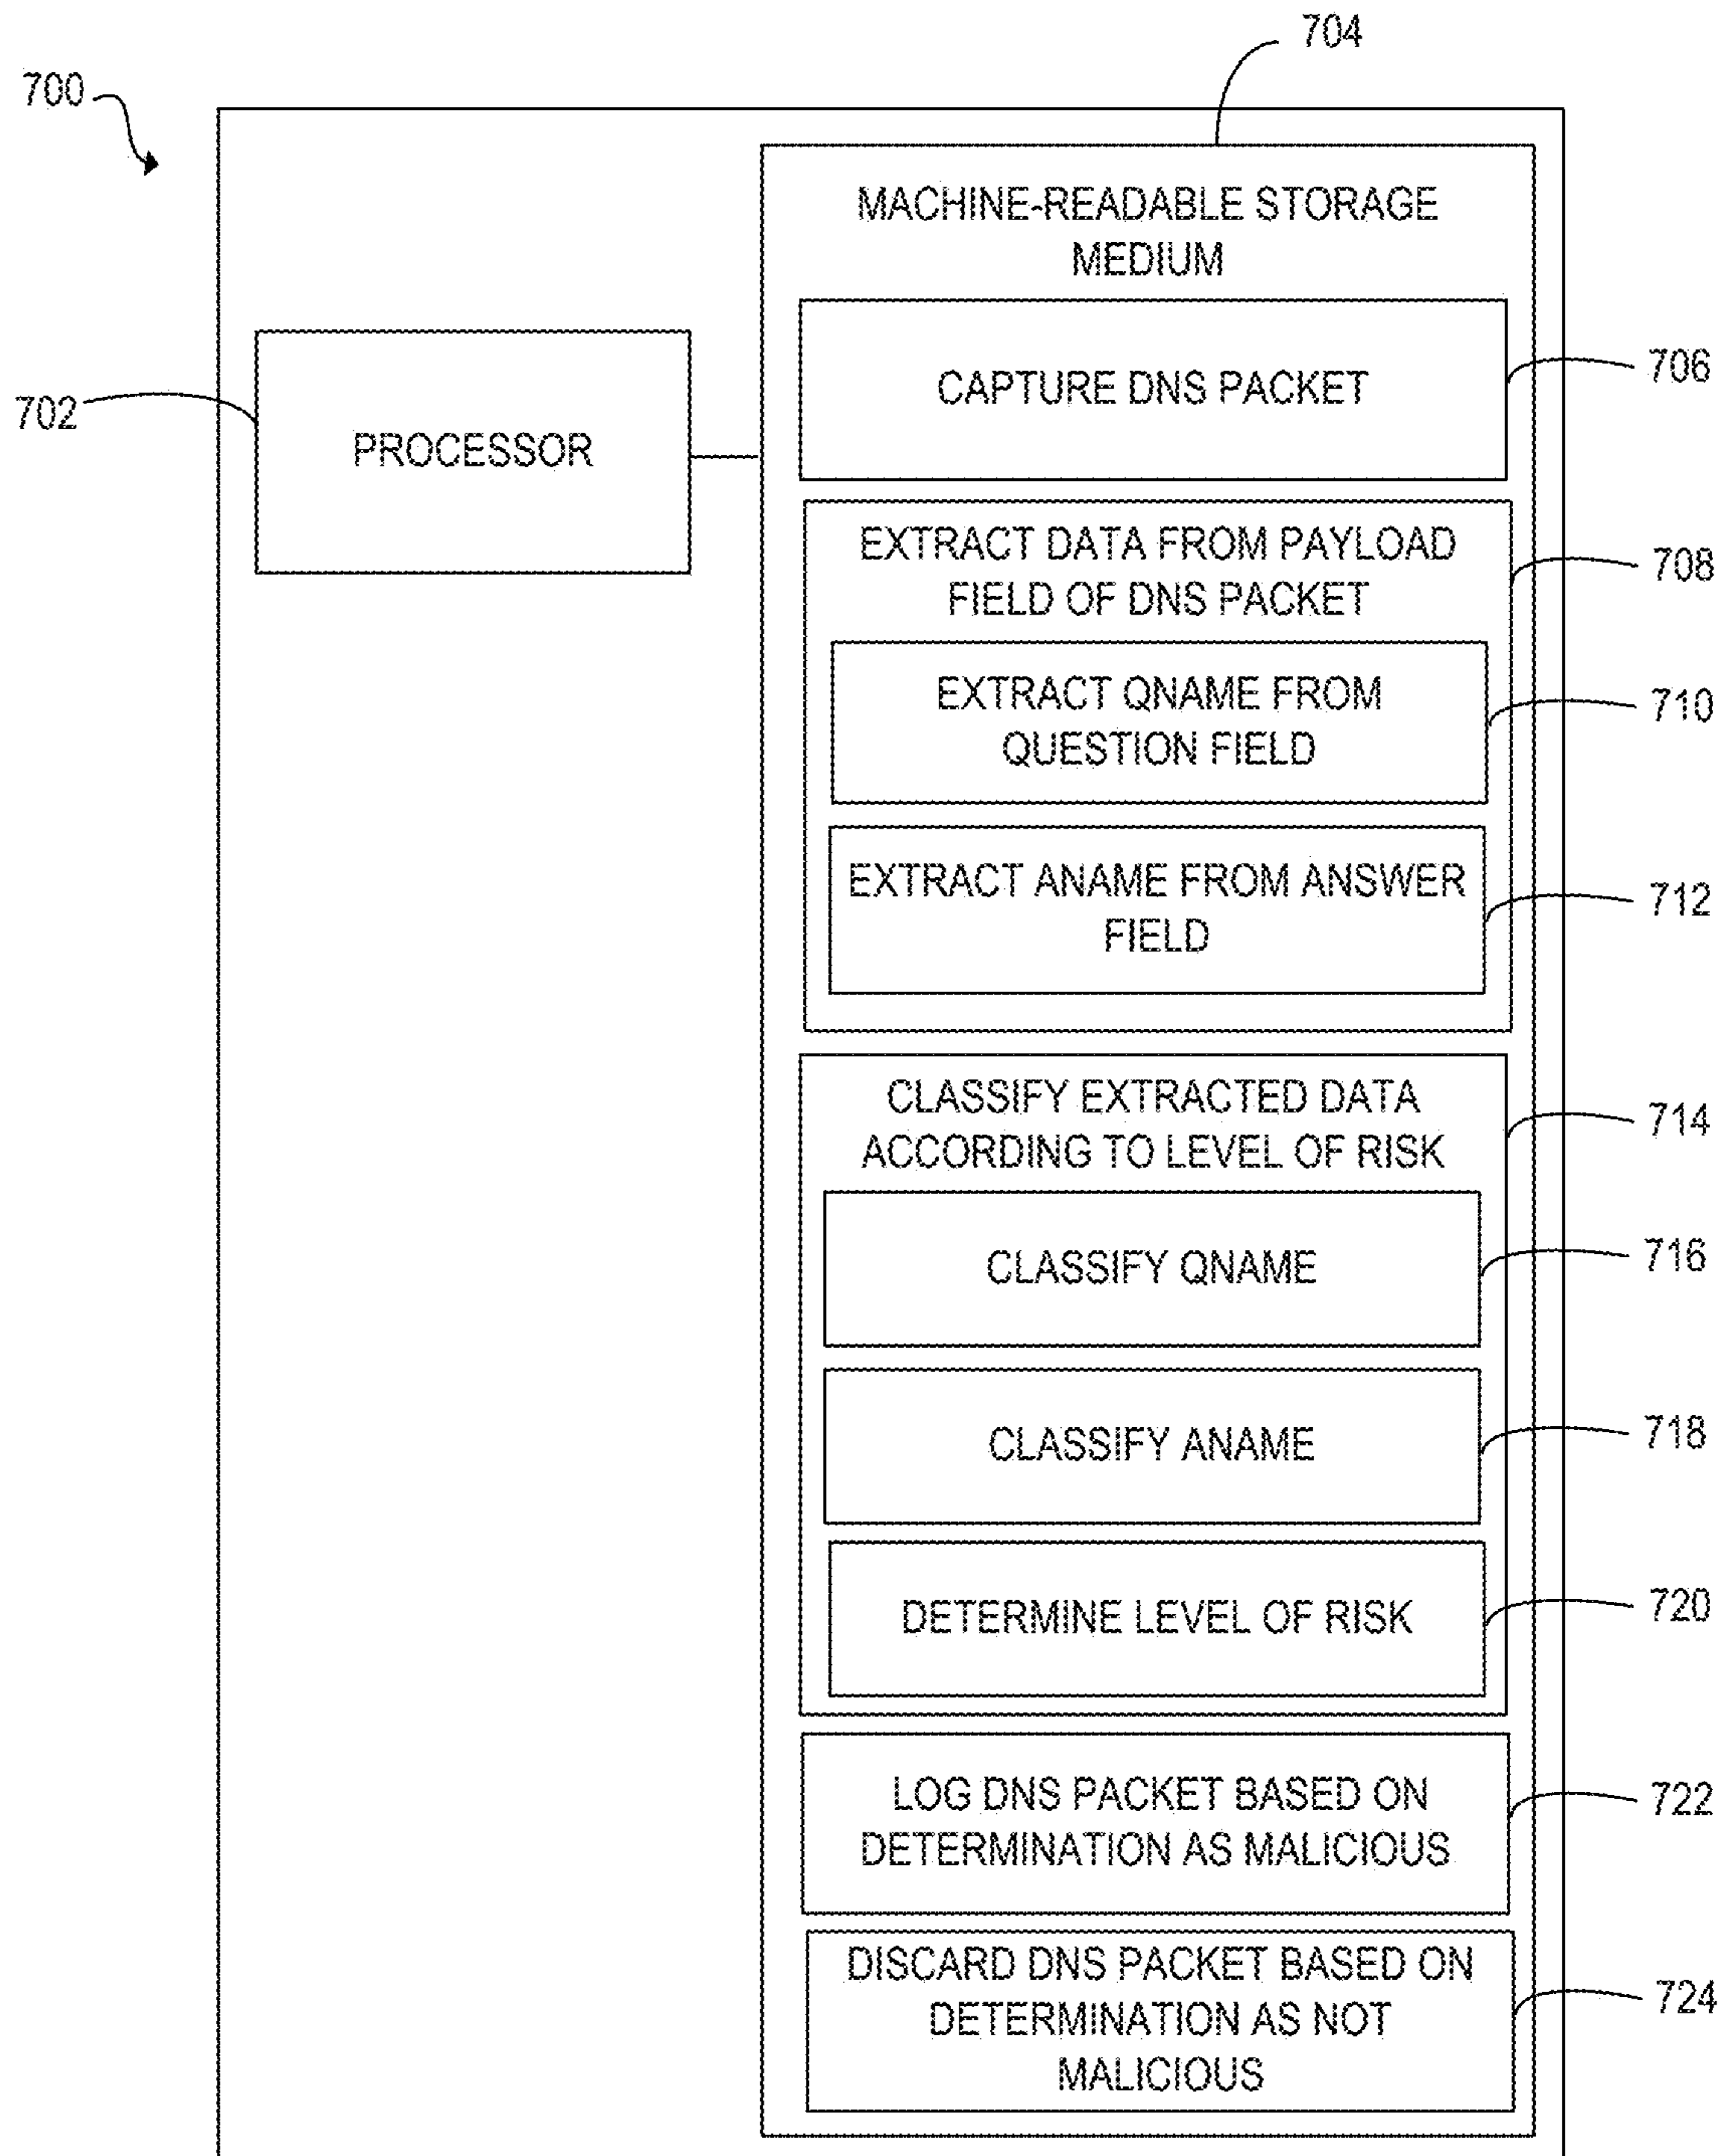 704
700
MACHINE-READABLE STORAGE
MEDIUM
CAPTURE DNS PACKET
706
702
PROCESSOR
EXTRACT DATA FROM PAYLOAD
FIELD OF DNS PACKET
708
EXTRACT QNAME FROM
QUESTION FIELD
710
EXTRACT ANAME FROM ANSWER
FIELD
712
CLASSIFY EXTRACTED DATA
ACCORDING TO LEVEL OF RISK
714
CLASSIFY QNAME
716
CLASSIFY ANAME
718
DETERMINE LEVEL OF RISK
720
LOG DNS PACKET BASED ON
DETERMINATION AS MALICIOUS
722
DISCARD DNS PACKET BASED ON
DETERMINATION AS NOT
MALICIOUS
724